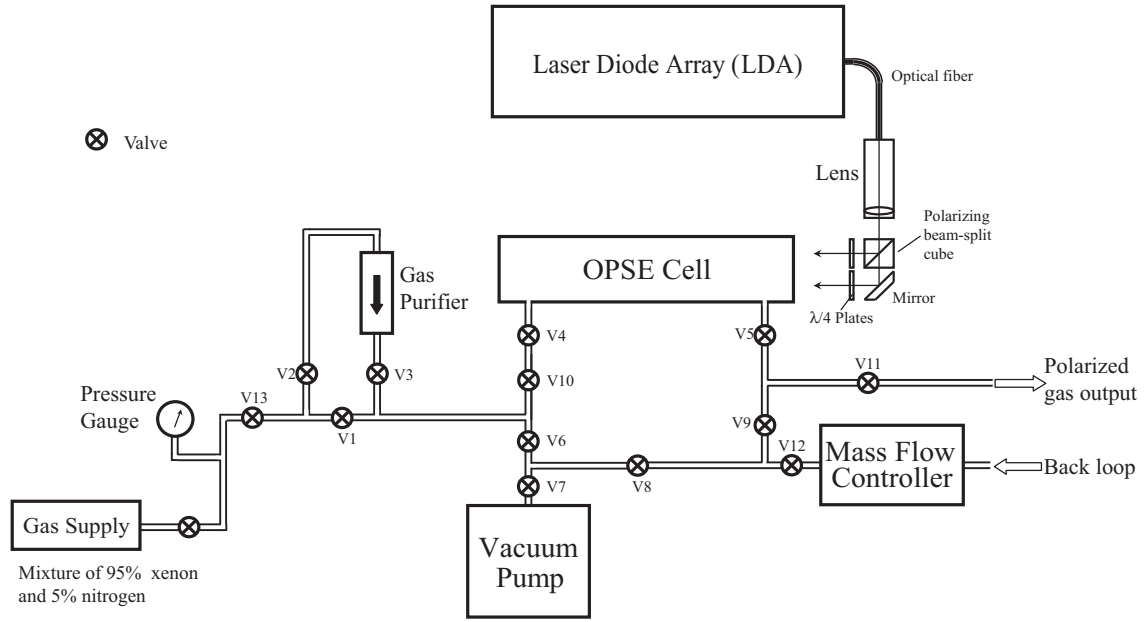 Laser Diode Array (LDA)
Optical fiber
Valve
Lens
Polarizing
beam-split
cube
OPSE Cell
Gas
Purifier
Mirror
λ/4 Plates
V4
V5
V2
V3
V10
V11
Polarized
gas output
Pressure
Gauge
V13
V1
V9
V6
V12
Mass Flow
Controller
Back loop
V7
V8
Gas Supply
Vacuum
Pump
Mixture of 95% xenon
and 5% nitrogen